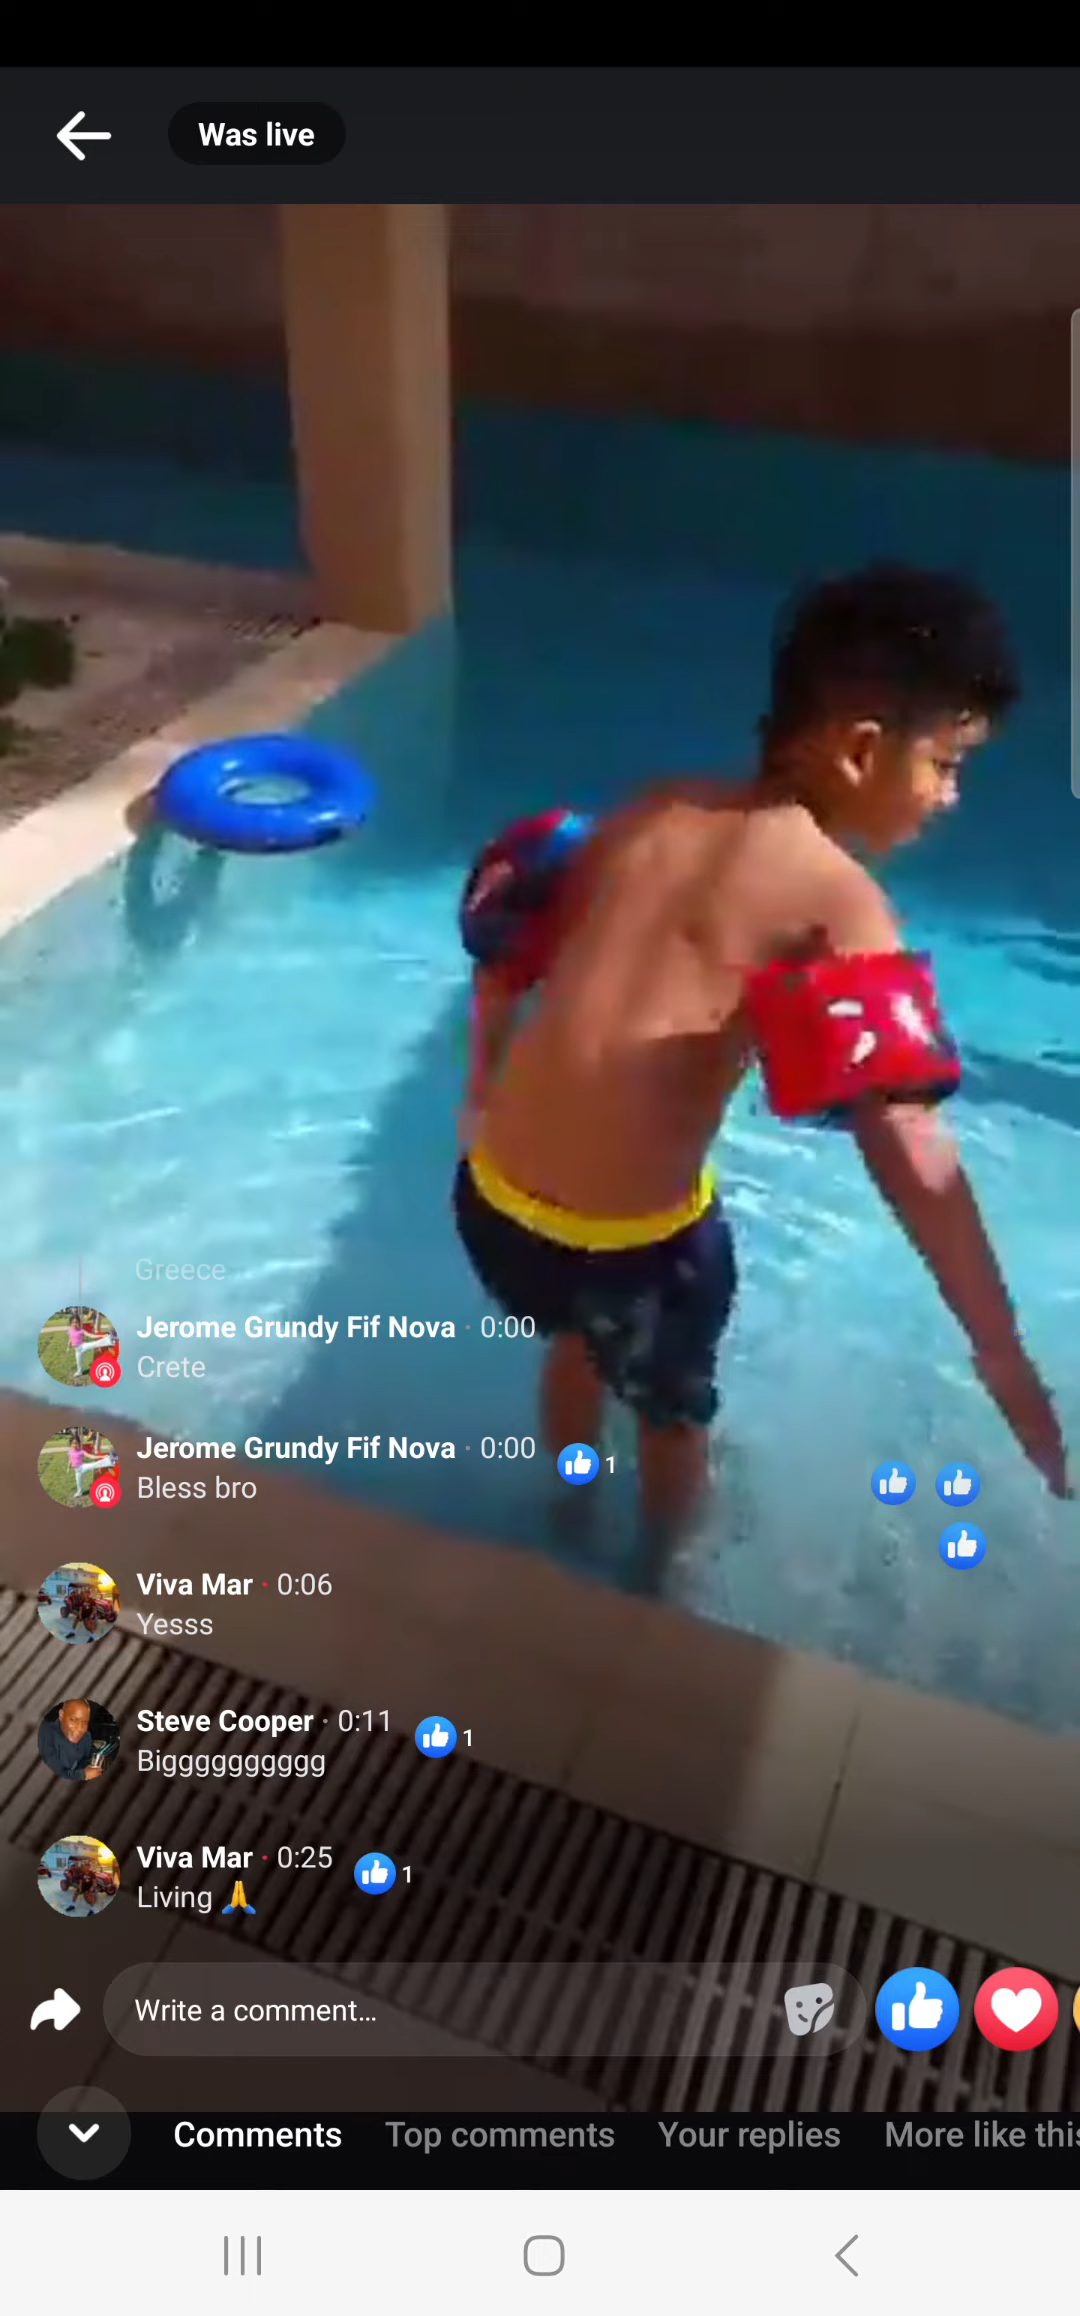 Was live
Greece
Jerome Grundy Fif Nova · 0:00
Crete
Jerome Grundy Fif Nova · 0:00
1
Bless bro
Viva Mar · 0:06
Yesss
Steve Cooper · 0:11
1
Bigggggggggg
Viva Mar · 0:25
1
Living 🙏
Write a comment...
Comments Top comments Your replies More like this